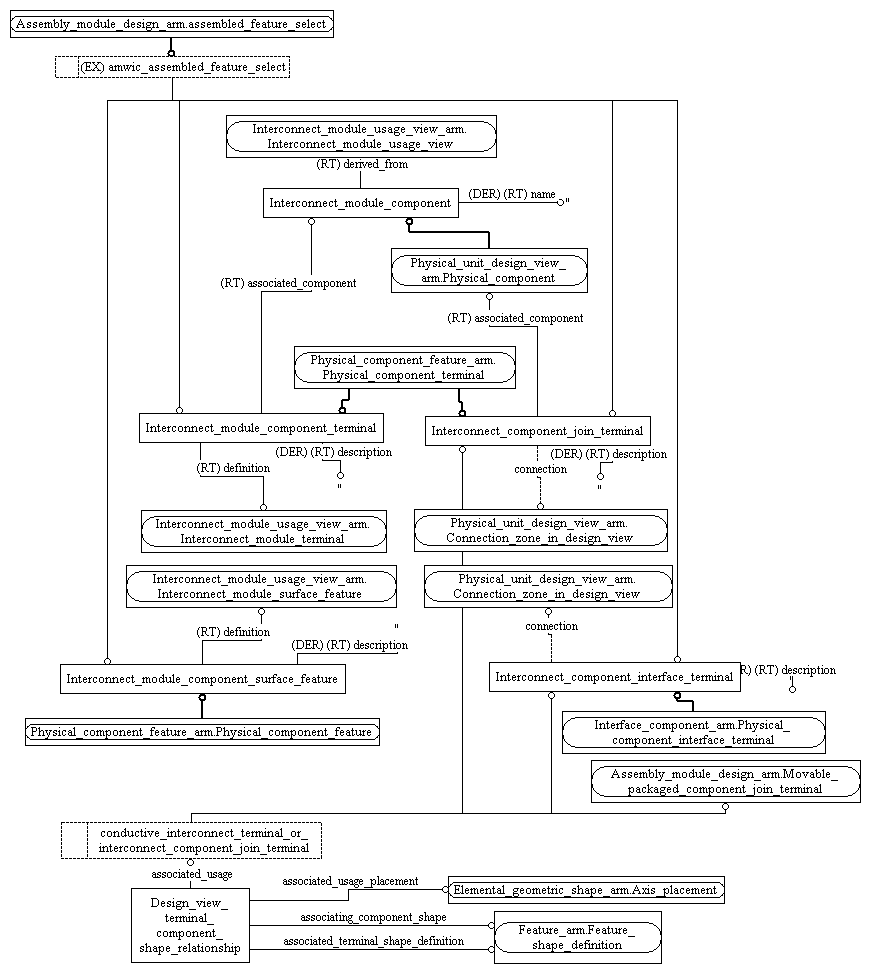 Assembly_module_design_arm.assembled_feature_select
(EX) amwic_assembled_feature_select
Interconnect_module_usage_view_arm.
Interconnect_module_usage_view
(RT) derived_from
Interconnect_module_component
(DER) (RT) name
"
Physical_unit_design_view_
arm.Physical_component
(RT) associated_component
(RT) associated_component
Physical_component_feature_arm.
Physical_component_terminal
Interconnect_module_component_terminal
Interconnect_component_join_terminal
(DER) (RT) description
(DER) (RT) description
(RT) definition
connection
"
"
Interconnect_module_usage_view_arm.
Interconnect_module_terminal
Physical_unit_design_view_arm.
Connection_zone_in_design_view
Interconnect_module_usage_view_arm.
Interconnect_module_surface_feature
Physical_unit_design_view_arm.
Connection_zone_in_design_view
(RT) definition
"
connection
(DER) (RT) description
Interconnect_module_component_surface_feature
Interconnect_component_interface_terminal
R) (RT) description
"
Physical_component_feature_arm.Physical_component_feature
Interface_component_arm.Physical_
component_interface_terminal
Assembly_module_design_arm.Movable_
packaged_component_join_terminal
conductive_interconnect_terminal_or_
interconnect_component_join_terminal
associated_usage
Design_view_
terminal_
component_
shape_relationship
associated_usage_placement
Elemental_geometric_shape_arm.Axis_placement
associating_component_shape
associated_terminal_shape_definition
Feature_arm.Feature_
shape_definition